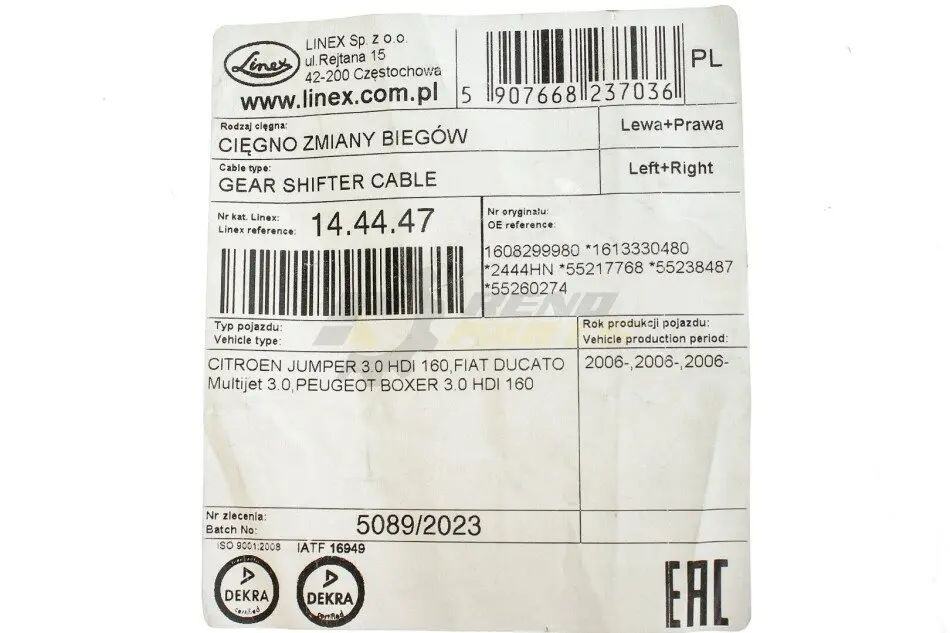 Linex
LINEX Sp. z o.o.
ul.Rejtana 15
42-200 Częstochowa
www.linex.com.pl
5 907668 237036
PL
Rodzaj cięgna:
CIĘGNO ZMIANY BIEGÓW
Lewa+Prawa
Cable type:
GEAR SHIFTER CABLE
Left+Right
Nr kat. Linex:
Linex reference:
14.44.47
Nr oryginału:
OE reference:
1608299980 *1613330480
*2444HN *55217768 *55238487
*55260274
Typ pojazdu:
Vehicle type:
Rok produkcji pojazdu:
Vehicle production period:
CITROEN JUMPER 3.0 HDI 160,FIAT DUCATO
Multijet 3.0,PEUGEOT BOXER 3.0 HDI 160
2006-,2006-,2006-
Nr zlecenia:
Batch No:
5089/2023
ISO 9001:2008
IATF 16949
DEKRA
certified
DEKRA
certified
EAC